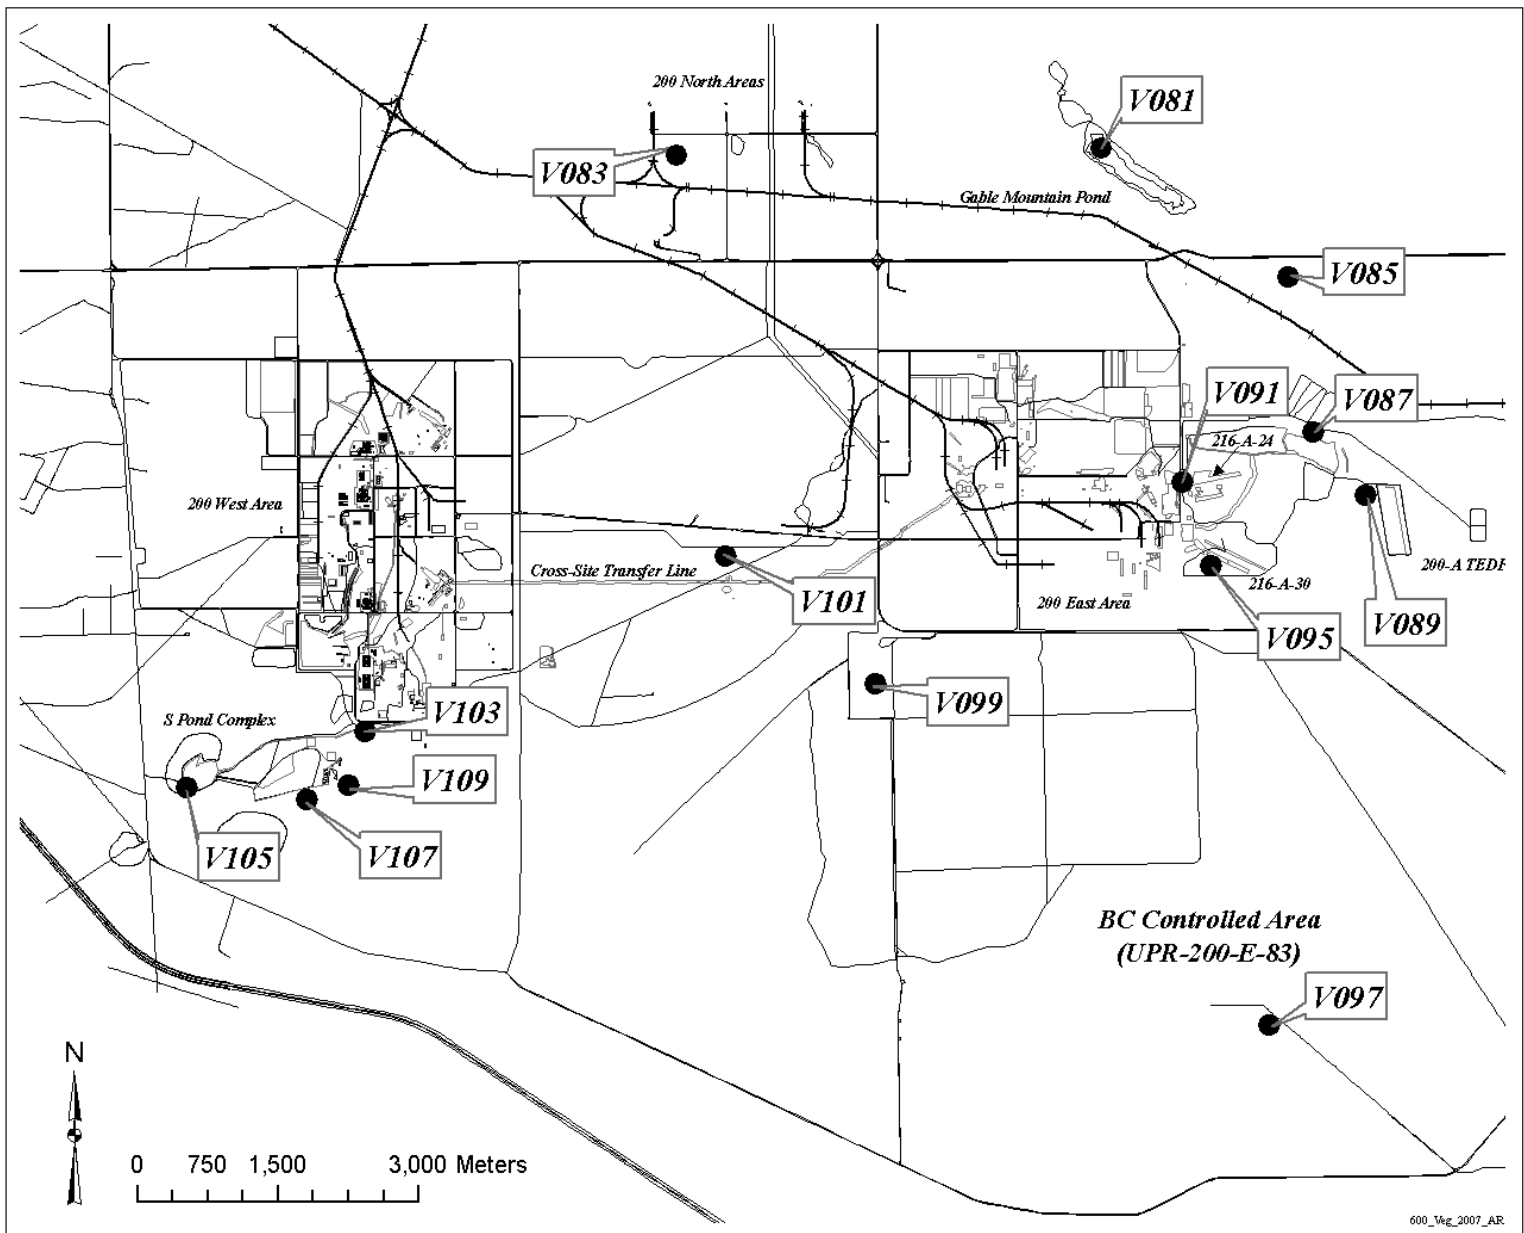 200 North Areas
V081
V083
Gable Mountain Pond
V085
V091
V087
216-A-24
200 West Area
200-A TEDF
Cross-Site Transfer Line
216-A-30
V101
200 East Area
V089
V095
V099
V103
S Pond Complex
V109
V105
V107
BC Controlled Area
(UPR-200-E-83)
V097
N
0 750 1,500 3,000 Meters
600_Veg_2007_AR